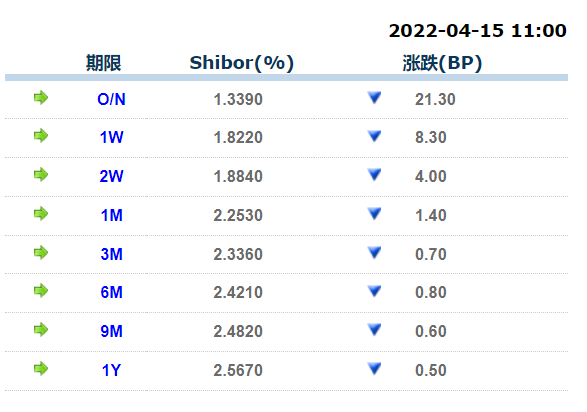 2022-04-15 11:00
期限 Shibor(%) 涨跌(BP)
O/N 1.3390 21.30
1W 1.8220 8.30
2W 1.8840 4.00
1M 2.2530 1.40
3M 2.3360 0.70
6M 2.4210 0.80
9M 2.4820 0.60
1Y 2.5670 0.50